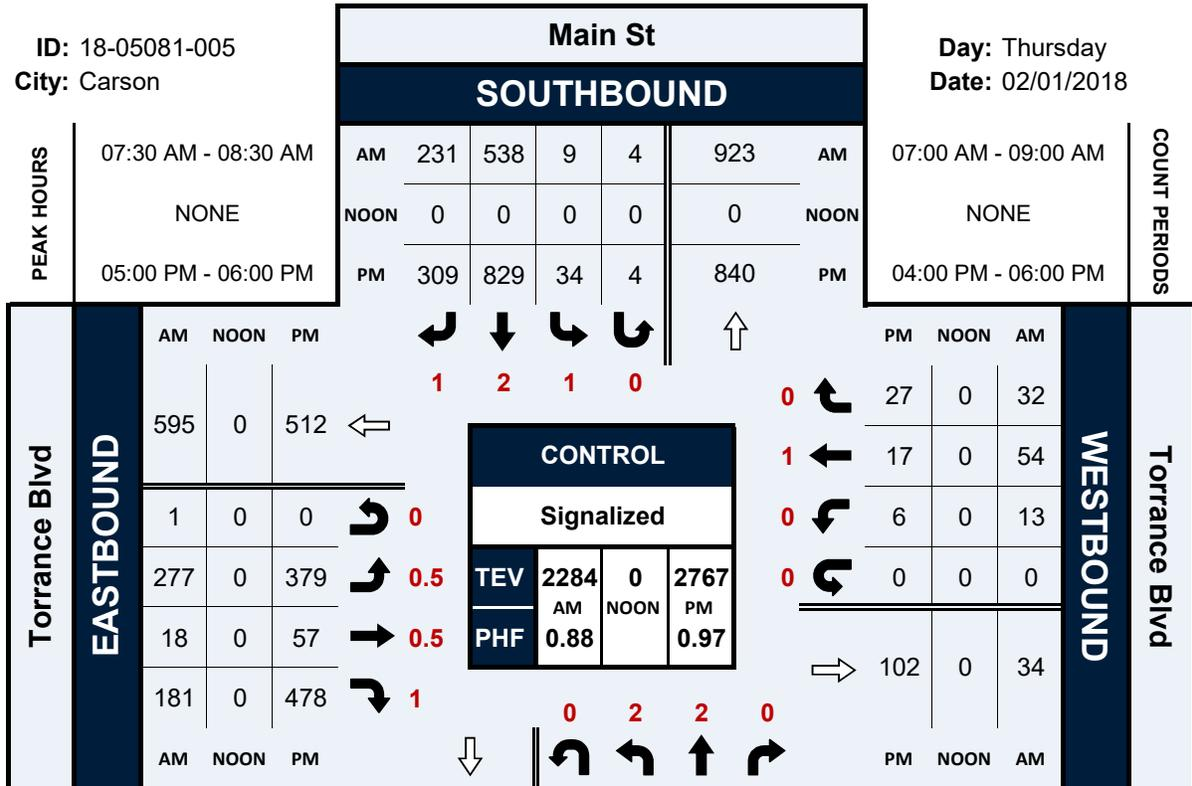 ID: 18-05081-005
City: Carson
Main St
SOUTHBOUND
Day: Thursday
Date: 02/01/2018
PEAK HOURS
07:30 AM - 08:30 AM
NONE
05:00 PM - 06:00 PM
AM 231 538 9 4 923 AM
NOON 0 0 0 0 0 NOON
PM 309 829 34 4 840 PM
07:00 AM - 09:00 AM
NONE
04:00 PM - 06:00 PM
COUNT PERIODS
1 2 1 0
Torrance Blvd
EASTBOUND
AM NOON PM
595 0 512
1 0 0 0
277 0 379 0.5
18 0 57 0.5
181 0 478 1
AM NOON PM
CONTROL
Signalized
TEV 2284 0 2767
AM NOON PM
PHF 0.88 0.97
PM NOON AM
0 27 0 32
1 17 0 54
0 6 0 13
0 0 0 0
102 0 34
PM NOON AM
WESTBOUND
Torrance Blvd
0 2 2 0